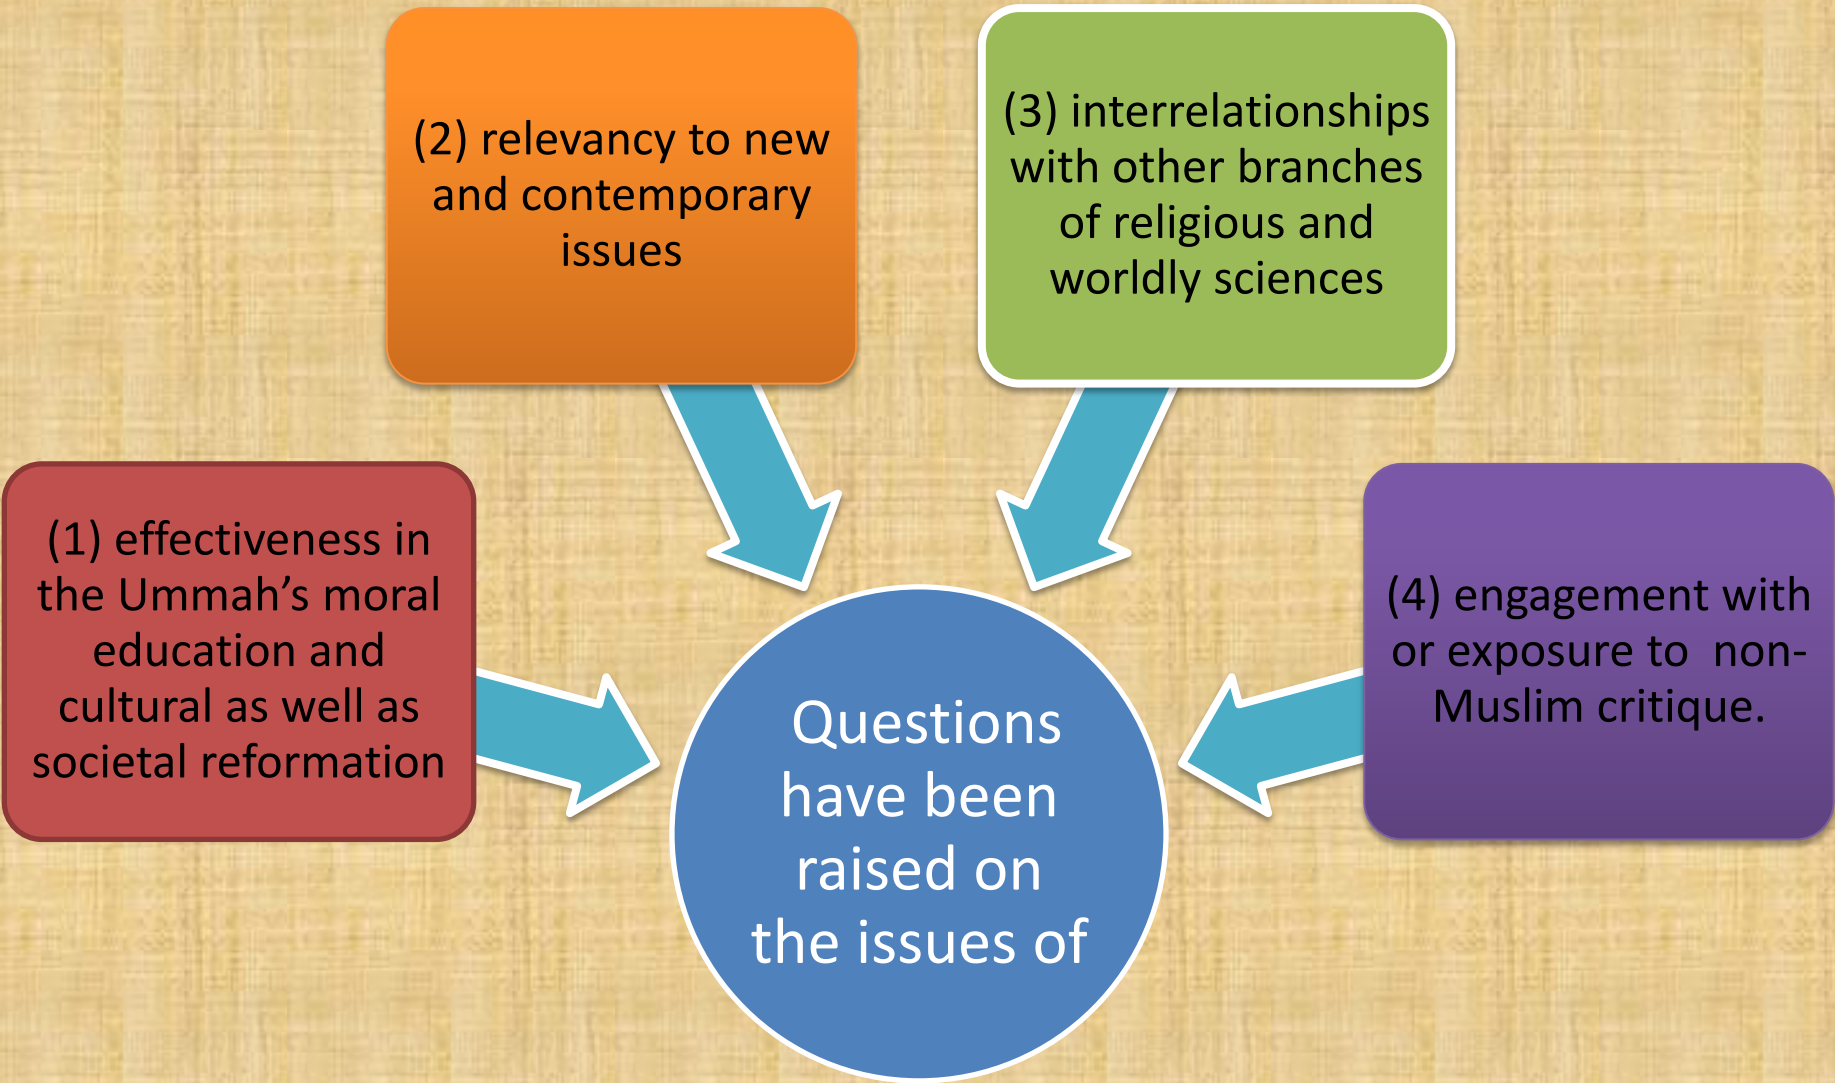 (1) effectiveness in
the Ummah’s moral
education and
cultural as well as
societal reformation
(2) relevancy to new
and contemporary
issues
(3) interrelationships
with other branches
of religious and
worldly sciences
(4) engagement with
or exposure to  non-
Muslim critique.
Questions
have been
raised on
the issues of